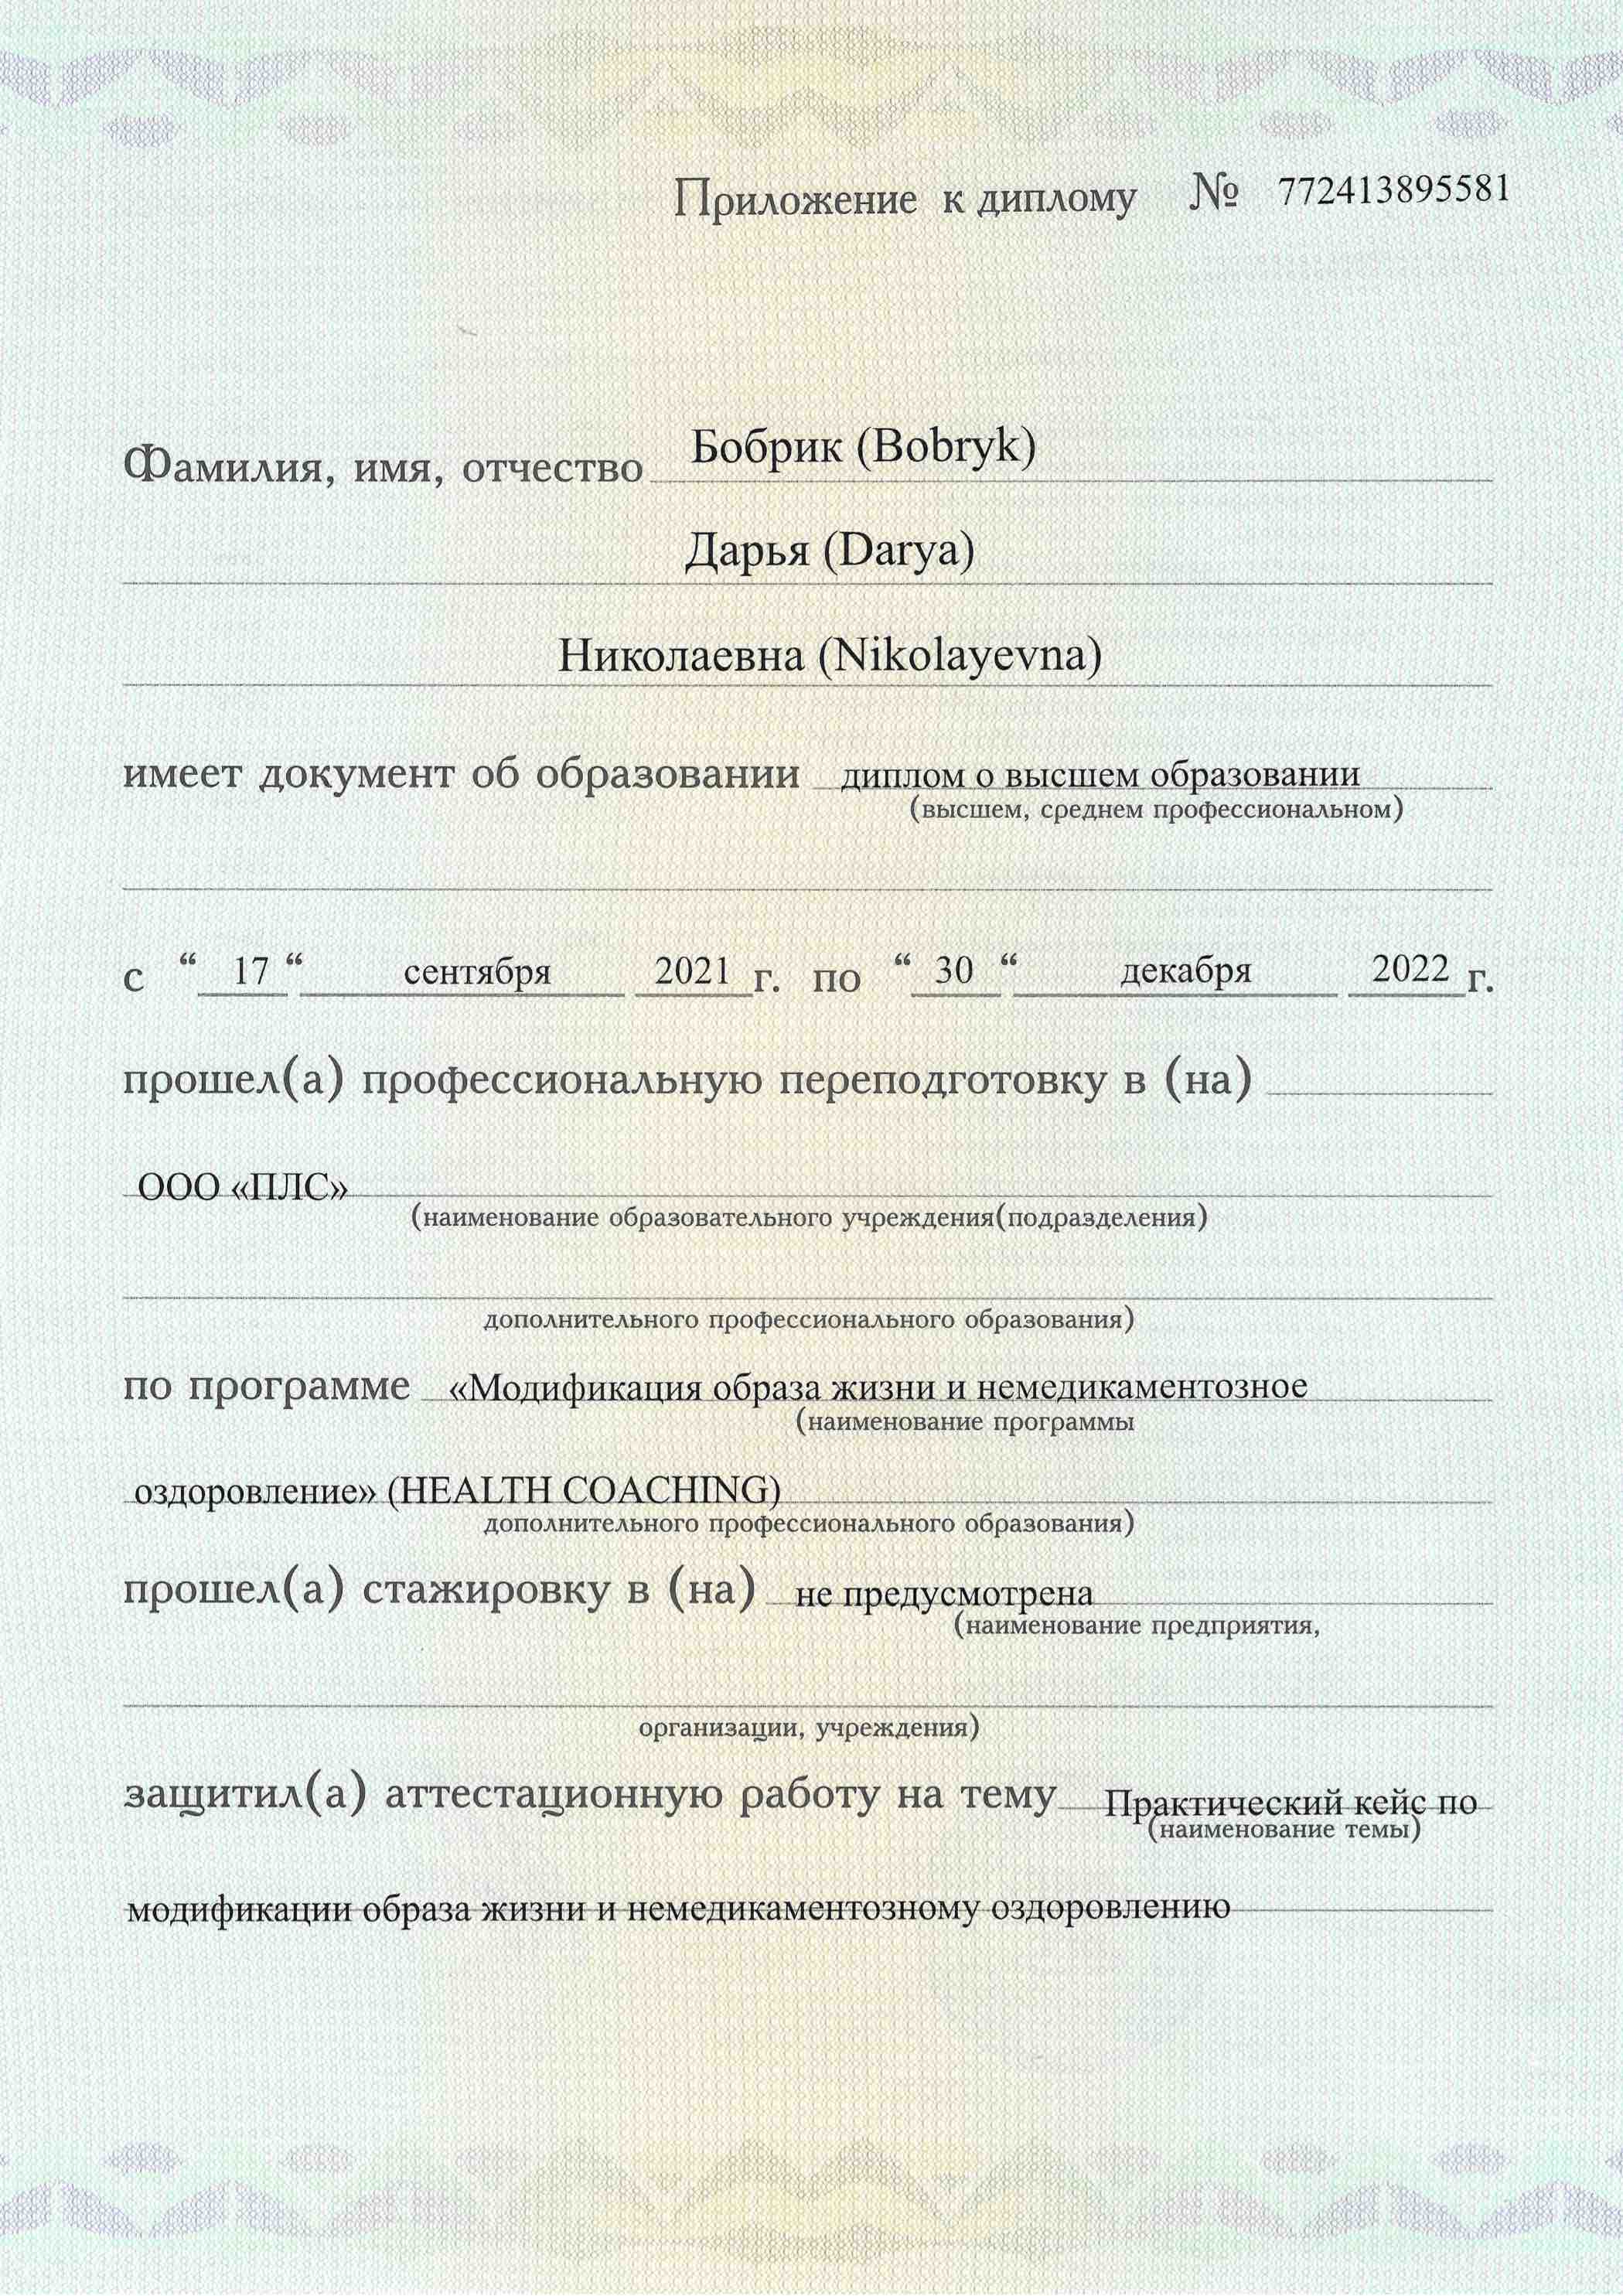 Приложение к диплому № 772413895581
Фамилия, имя, отчество Бобрик (Bobryk)
Дарья (Darya)
Николаевна (Nikolayevna)
имеет документ об образовании диплом о высшем образовании
(высшем, среднем профессиональном)
с “ 17 “ сентября 2021 г. по “ 30 “ декабря 2022 г.
прошел(а) профессиональную переподготовку в (на)
ООО «ПЛС»
(наименование образовательного учреждения(подразделения)
дополнительного профессионального образования)
по программе «Модификация образа жизни и немедикаментозное
(наименование программы
оздоровление» (HEALTH COACHING)
дополнительного профессионального образования)
прошел(а) стажировку в (на) не предусмотрена
(наименование предприятия,
организации, учреждения)
защитил(а) аттестационную работу на тему Практический кейс по
(наименование темы)
модификации образа жизни и немедикаментозному оздоровлению